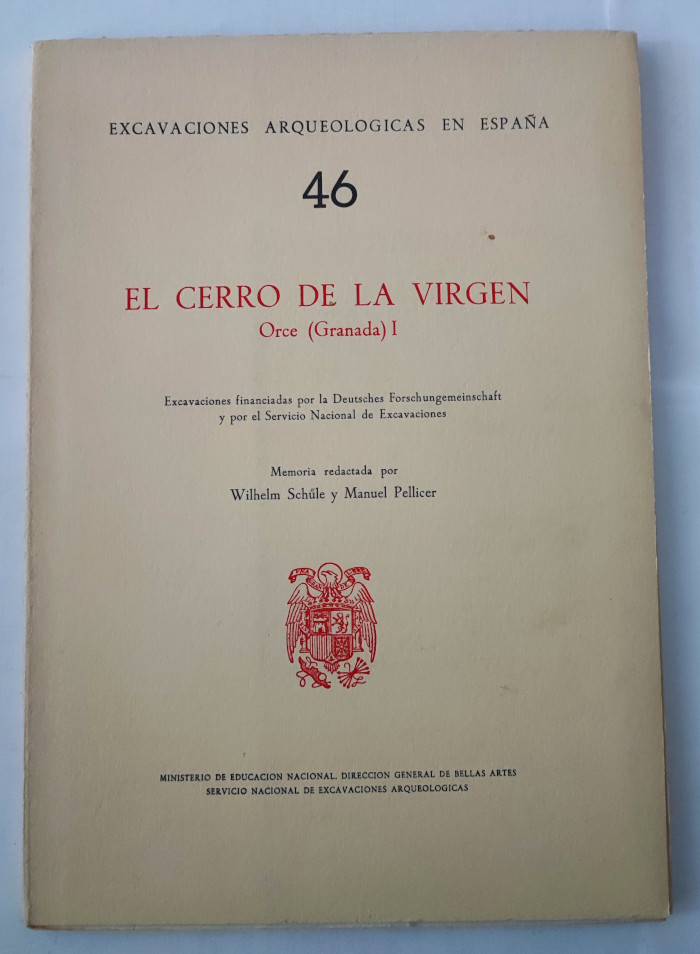 EXCAVACIONES ARQUEOLOGICAS EN ESPAÑA
46
EL CERRO DE LA VIRGEN
Orce (Granada) I
Excavaciones financiadas por la Deutsches Forschungemeinschaft
y por el Servicio Nacional de Excavaciones
Memoria redactada por
Wilhelm Schűle y Manuel Pellicer
MINISTERIO DE EDUCACION NACIONAL. DIRECCION GENERAL DE BELLAS ARTES
SERVICIO NACIONAL DE EXCAVACIONES ARQUEOLOGICAS